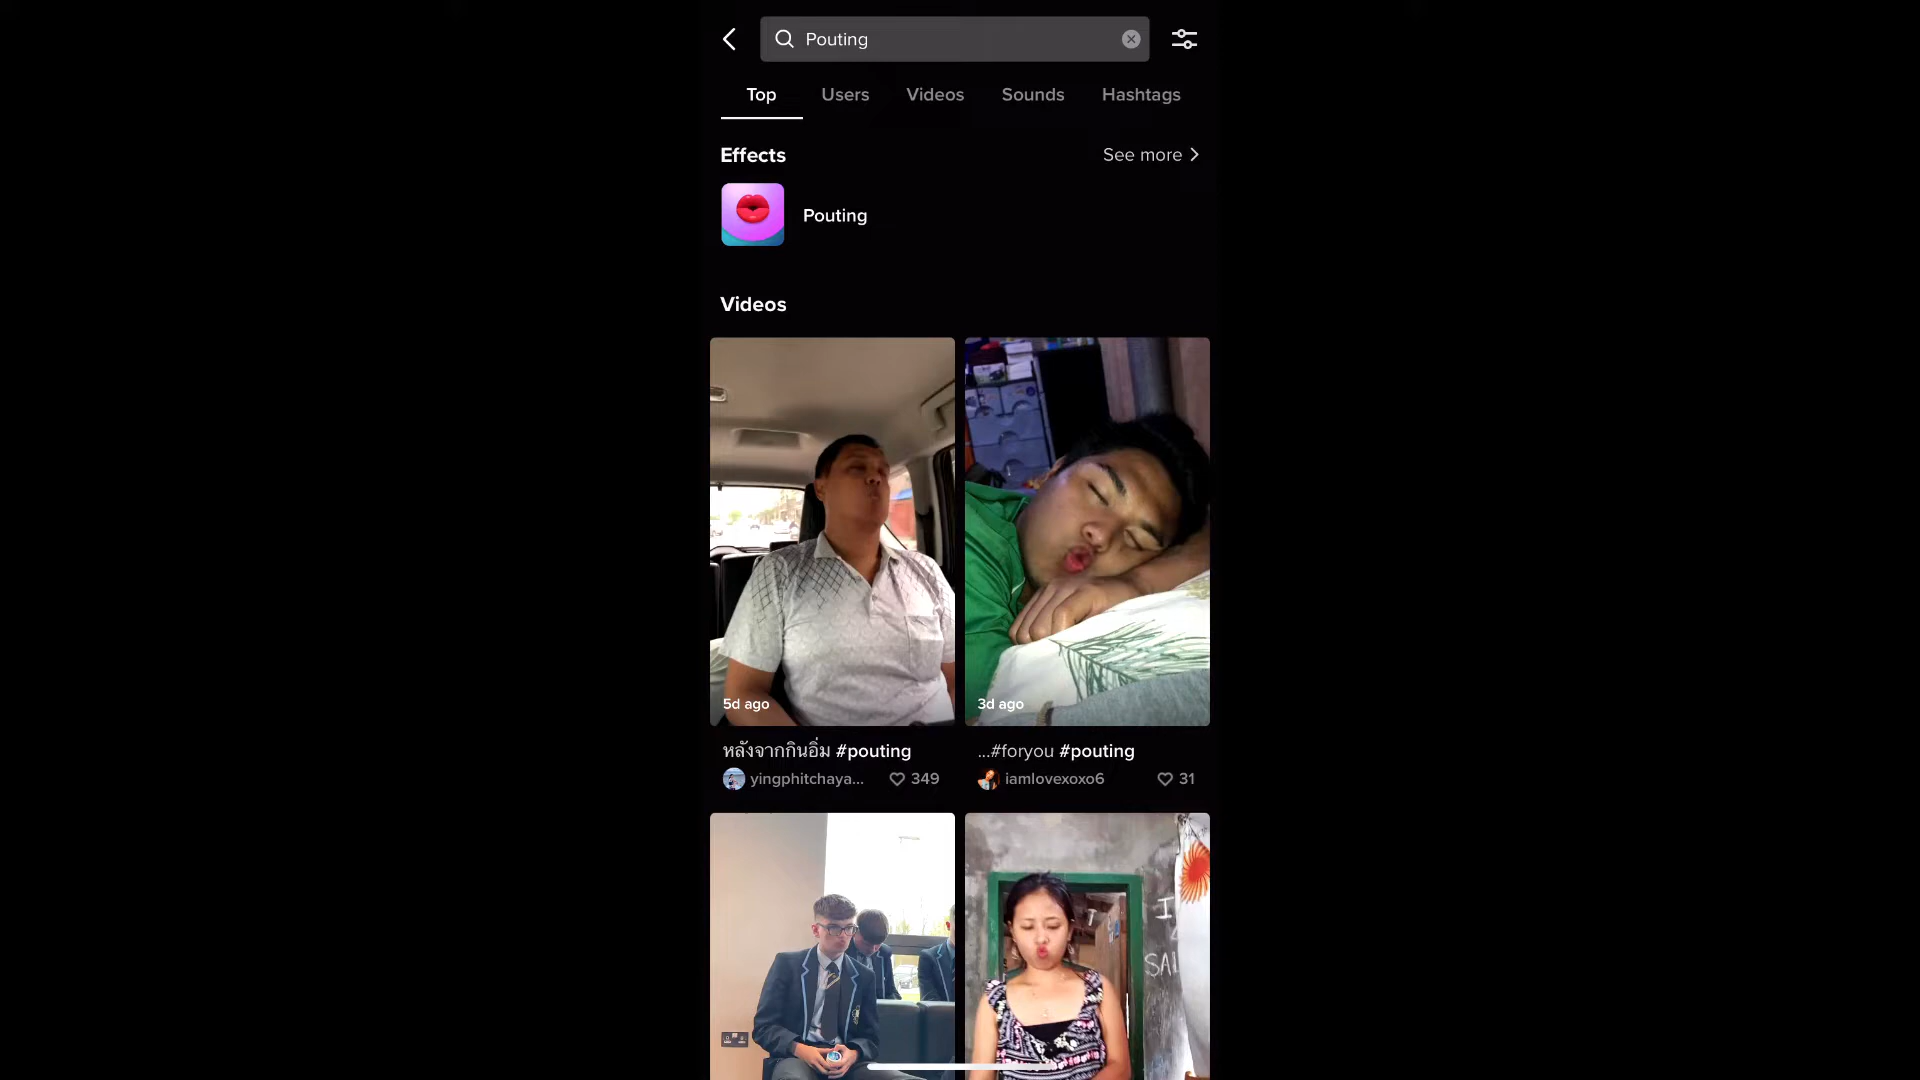 Pouting
Top Users Videos Sounds Hashtags
Effects See more
Pouting
Videos
5d ago
3d ago
หลังจากกินอิ่ม #pouting
...#foryou #pouting
yingphitchaya... 349
iamlovexoxo6 31
I
SAL